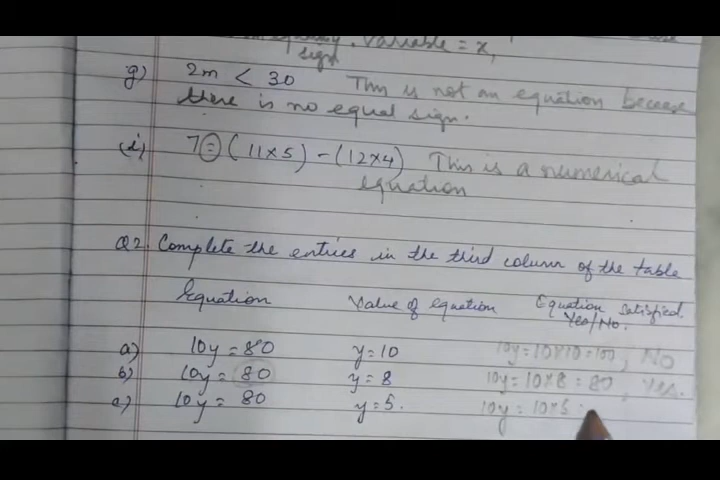 Variable = x,
sign
g) 2m < 30 This is not an equation because
there is no equal sign.
(i) 7 = (11×5) - (12×4) This is a numerical
equation
Q2. Complete the entries in the third column of the table
Equation Value of equation Equation satisfied.
Yes/No.
a) 10y = 80 y = 10 10y = 10×10 = 100, NO
b) 10y = 80 y = 8 10y = 10×8 = 80, Yes.
c) 10y = 80 y = 5. 10y = 10×5 =